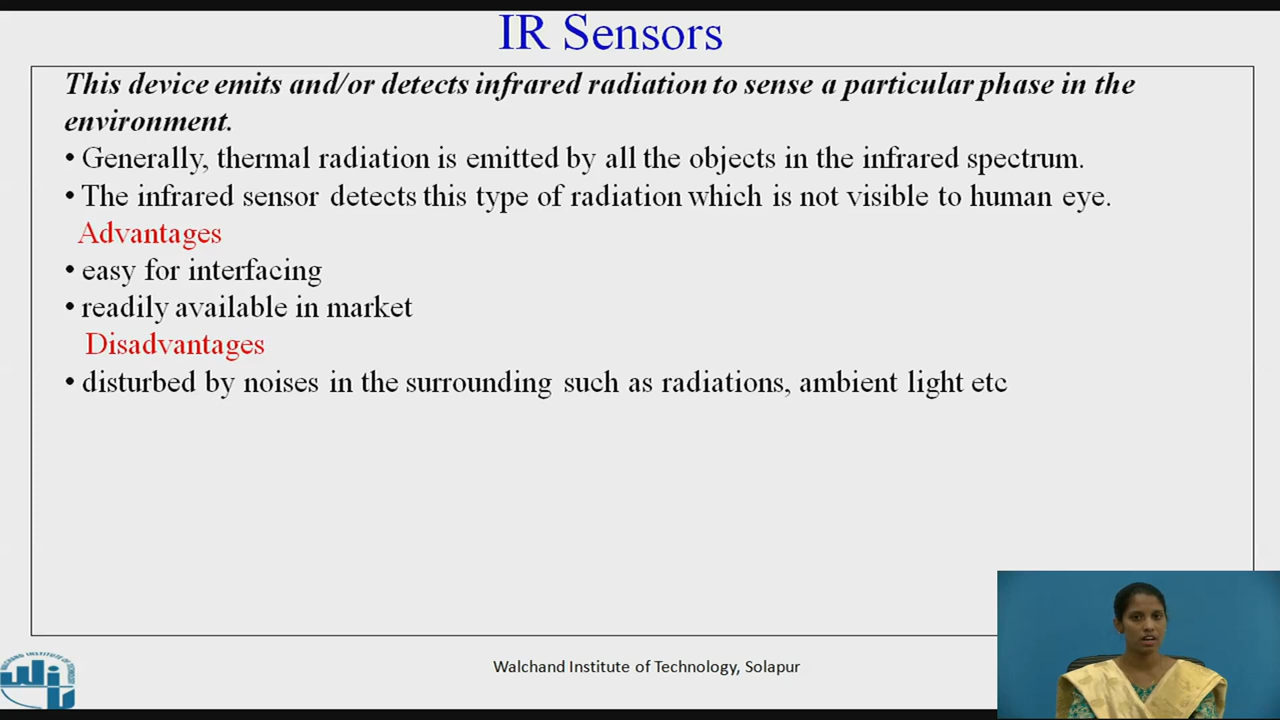 IR Sensors
This device emits and/or detects infrared radiation to sense a particular phase in the
environment.
• Generally, thermal radiation is emitted by all the objects in the infrared spectrum.
• The infrared sensor detects this type of radiation which is not visible to human eye.
Advantages
• easy for interfacing
• readily available in market
Disadvantages
• disturbed by noises in the surrounding such as radiations, ambient light etc
Walchand Institute of Technology, Solapur